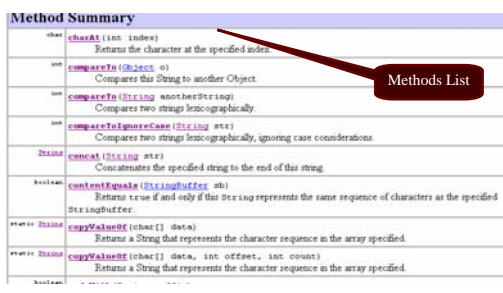 Method Summary
char charAt(int index)
Returns the character at the specified index.
int compareTo(Object o)
Compares this String to another Object.
Methods List
int compareTo(String anotherString)
Compares two strings lexicographically.
int compareToIgnoreCase(String str)
Compares two strings lexicographically, ignoring case considerations.
String concat(String str)
Concatenates the specified string to the end of this string.
boolean contentEquals(StringBuffer sb)
Returns true if and only if this String represents the same sequence of characters as the specified
StringBuffer.
static String copyValueOf(char[] data)
Returns a String that represents the character sequence in the array specified.
static String copyValueOf(char[] data, int offset, int count)
Returns a String that represents the character sequence in the array specified.
boolean